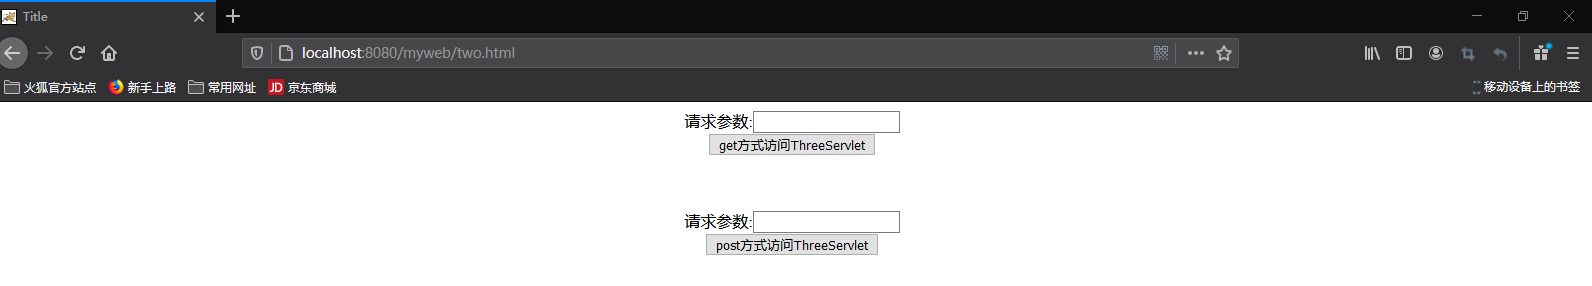 Title
localhost:8080/myweb/two.html
火狐官方站点 新手上路 常用网址 JD 京东商城 移动设备上的书签
请求参数:
get方式访问ThreeServlet
请求参数:
post方式访问ThreeServlet